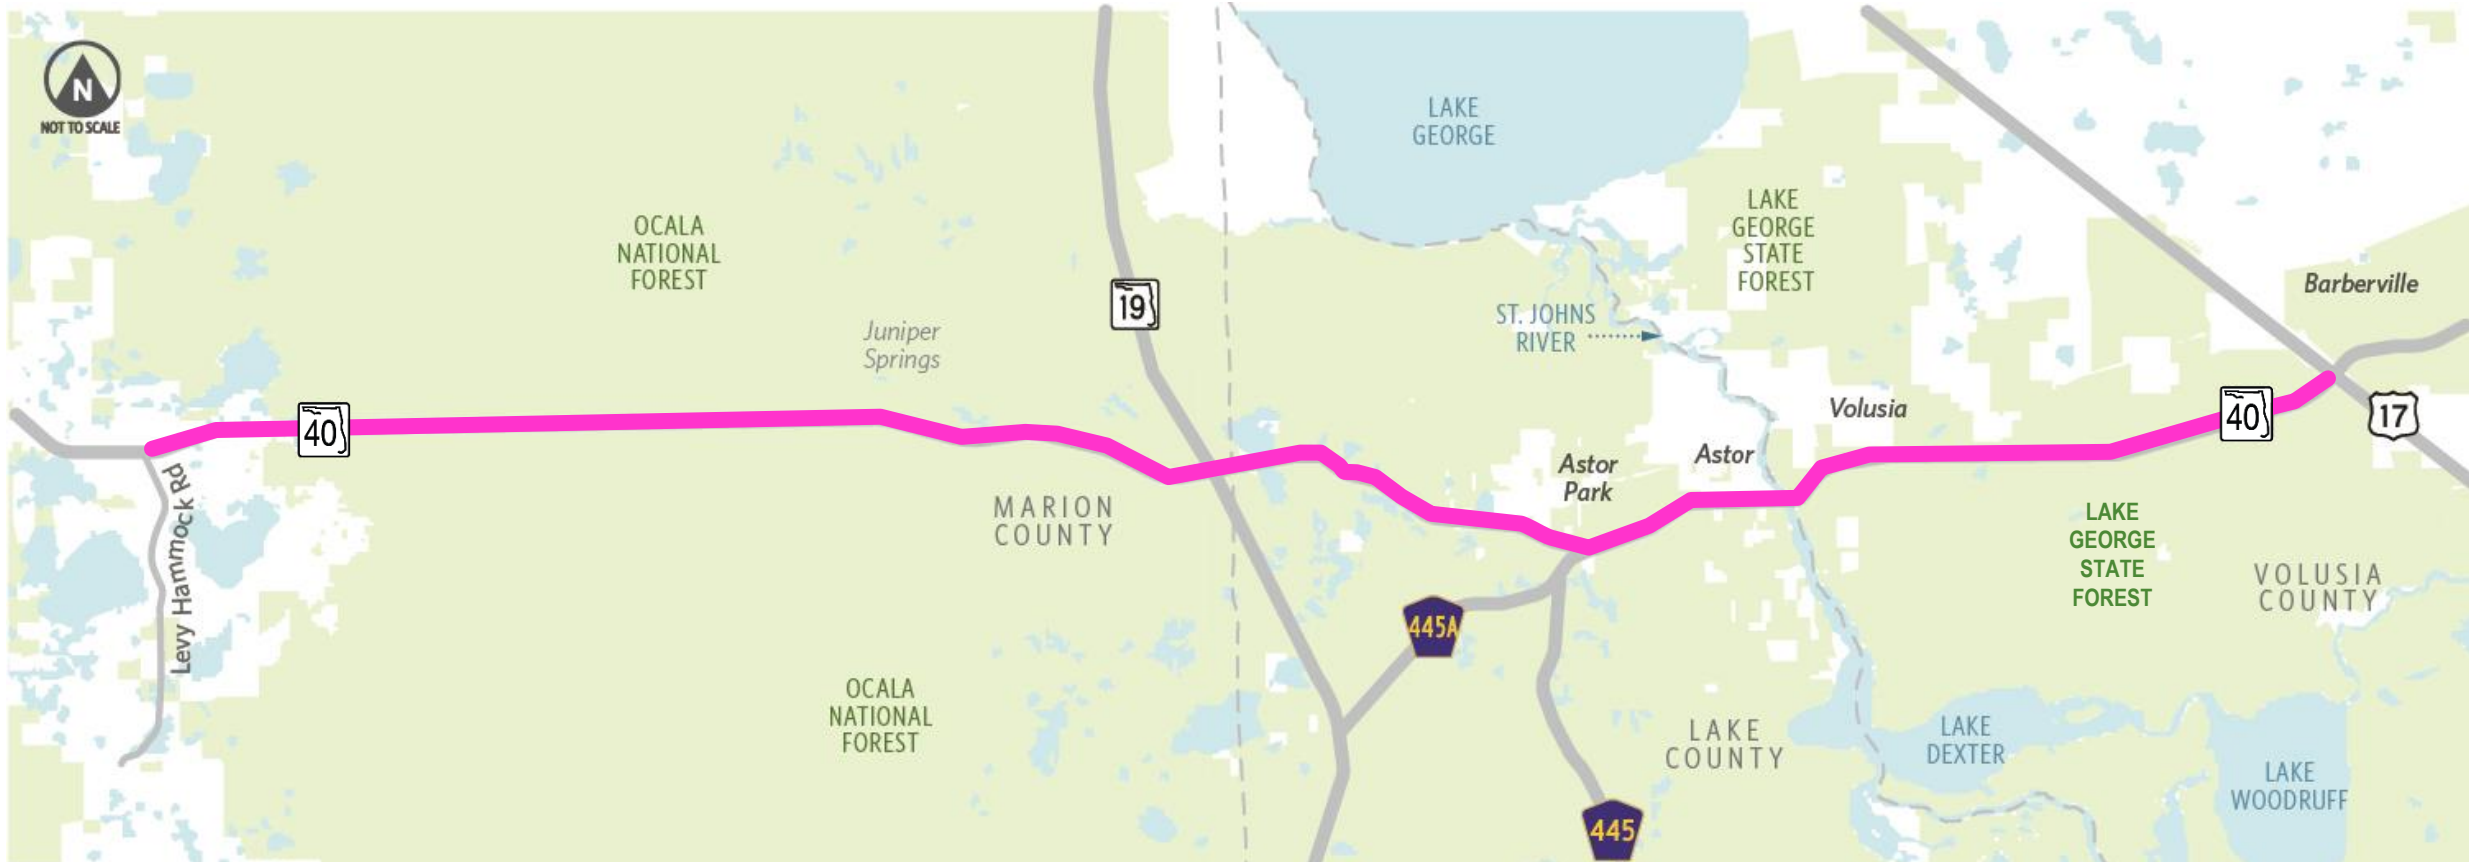 N
NOT TO SCALE
LAKE
GEORGE
OCALA
NATIONAL
FOREST
LAKE
GEORGE
STATE
FOREST
Barberville
19
ST. JOHNS
RIVER
Juniper
Springs
40
Volusia
40
17
Astor
Astor
Park
Levy Hammock Rd
MARION
COUNTY
LAKE
GEORGE
STATE
FOREST
VOLUSIA
COUNTY
445A
OCALA
NATIONAL
FOREST
LAKE
COUNTY
LAKE
DEXTER
LAKE
WOODRUFF
445